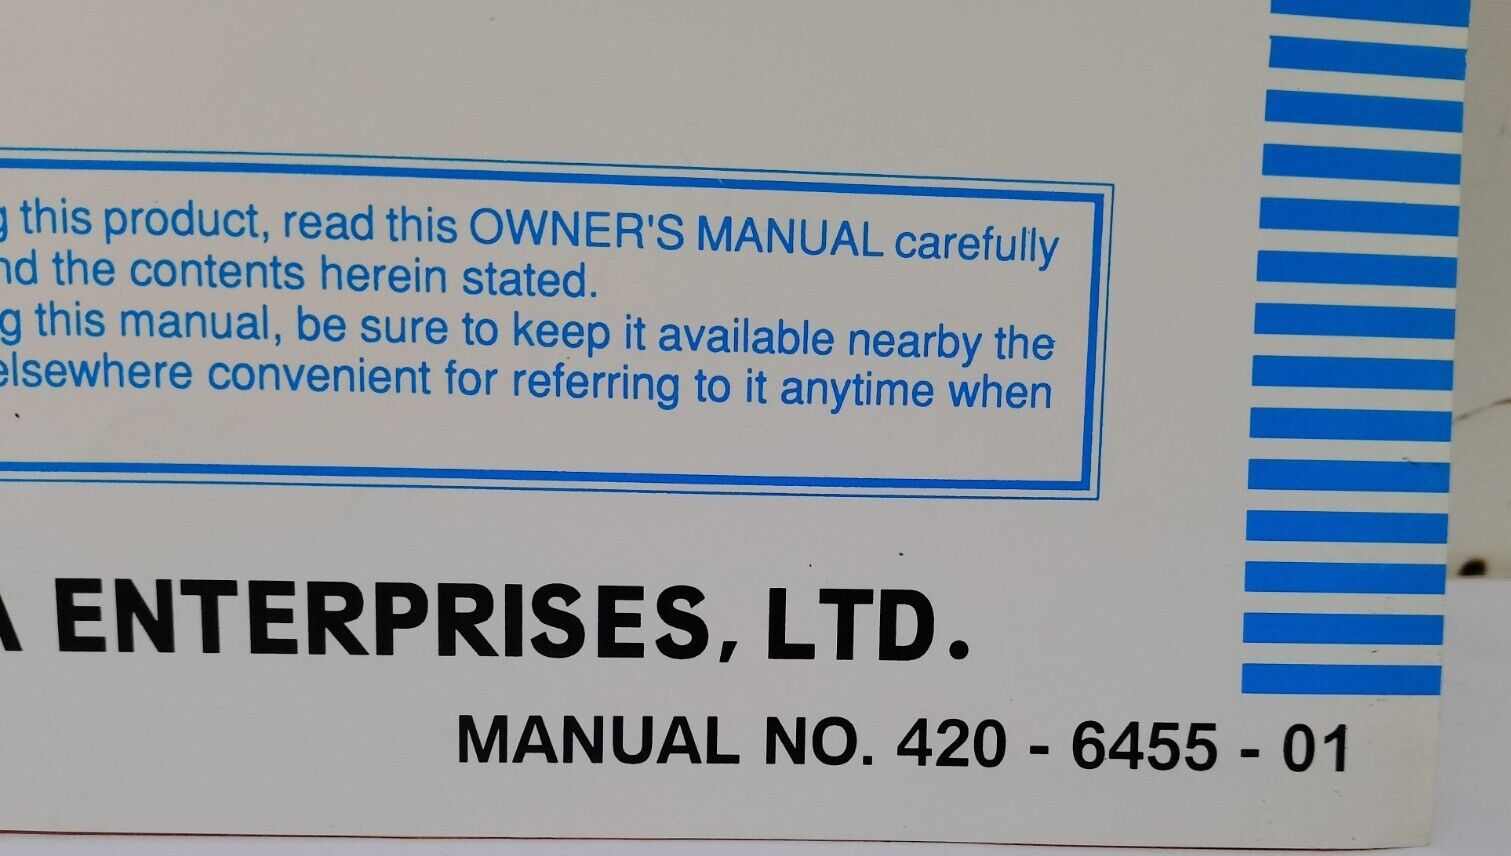 this product, read this OWNER'S MANUAL carefully
the contents herein stated.
this manual, be sure to keep it available nearby the
elsewhere convenient for referring to it anytime when
ENTERPRISES, LTD.
MANUAL NO. 420 - 6455 - 01